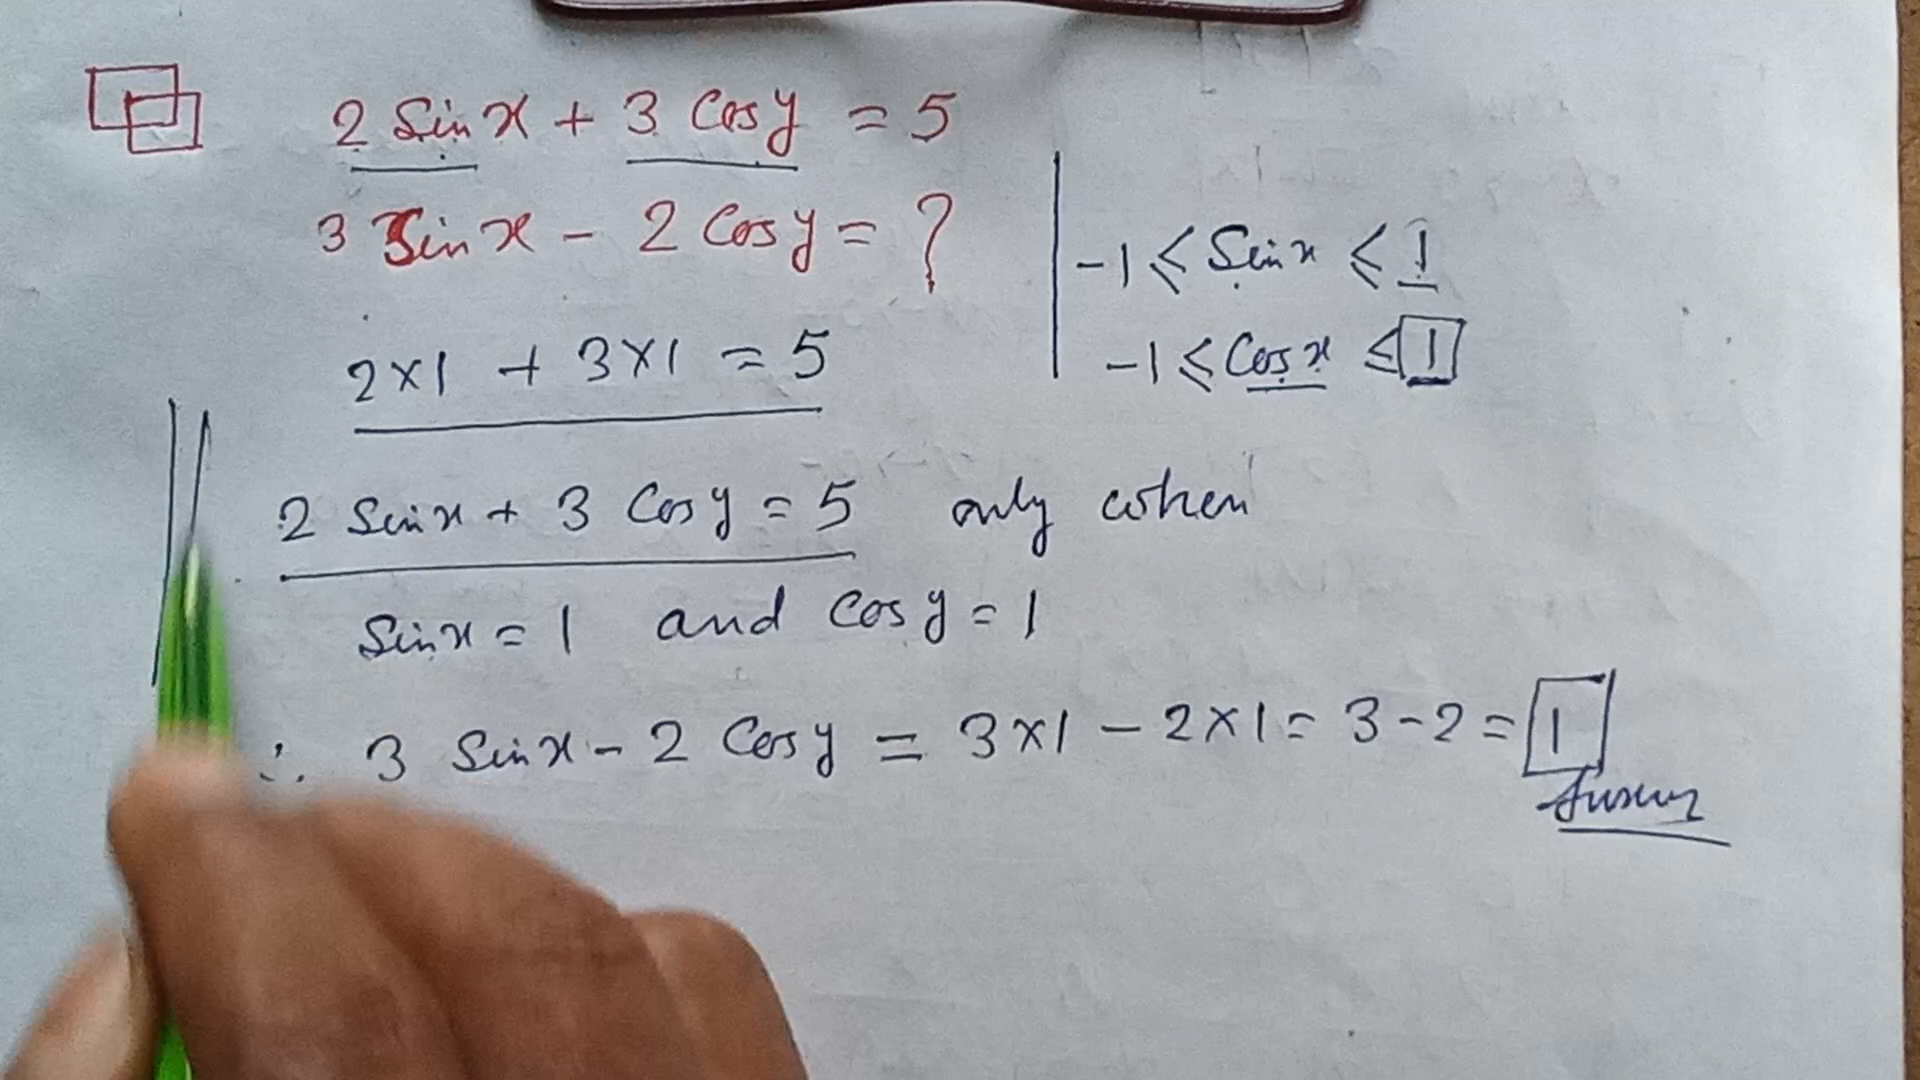 2 Sin x + 3 Cos y = 5
3 Sin x - 2 Cos y = ?
-1 ≤ Sin x ≤ 1
-1 ≤ Cos x ≤ 1
2×1 + 3×1 = 5
2 Sin x + 3 Cos y = 5 only when
Sin x = 1 and Cos y = 1
∴ 3 Sin x - 2 Cos y = 3×1 - 2×1 = 3-2 = 1
Answer